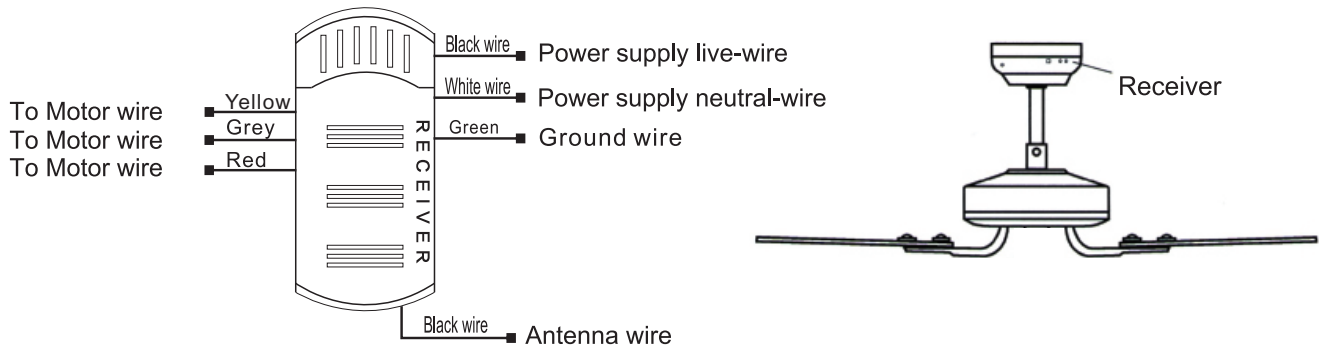 Black wire
Power supply live-wire
White wire
Power supply neutral-wire
Green
Ground wire
To Motor wire
Yellow
To Motor wire
Grey
To Motor wire
Red
RECEIVER
Black wire
Antenna wire
Receiver